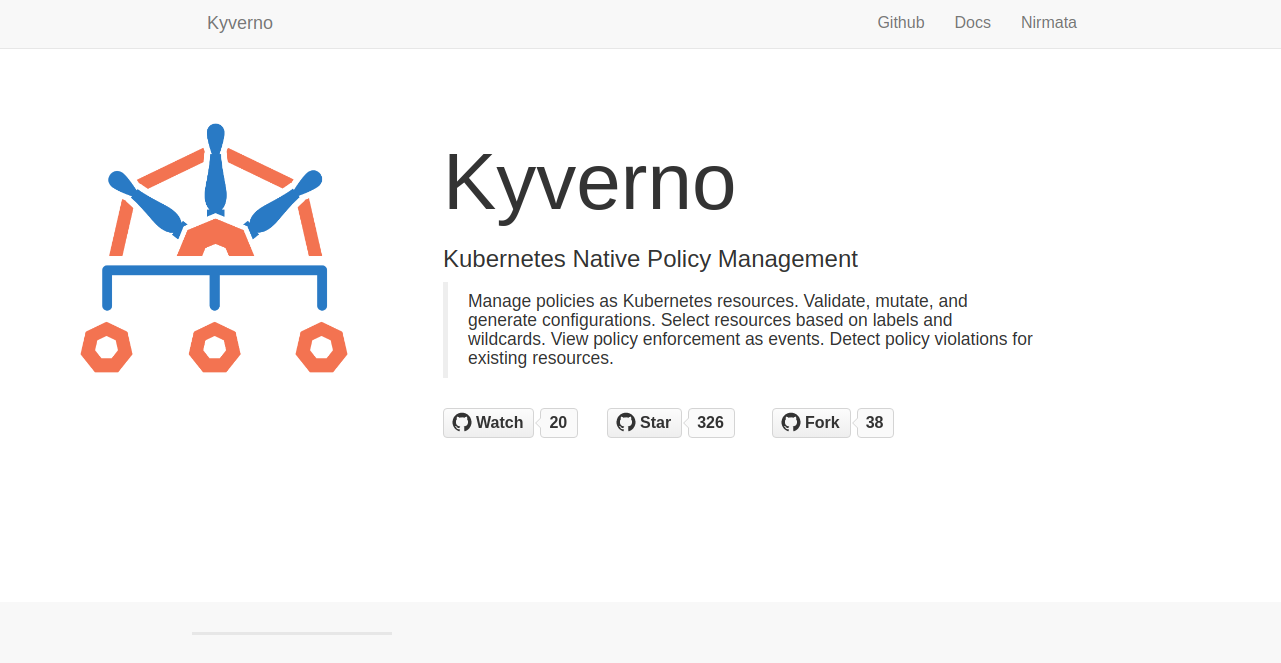 Kyverno
Github Docs Nirmata
Kyverno
Kubernetes Native Policy Management
Manage policies as Kubernetes resources. Validate, mutate, and
generate configurations. Select resources based on labels and
wildcards. View policy enforcement as events. Detect policy violations for
existing resources.
Watch 20 Star 326 Fork 38